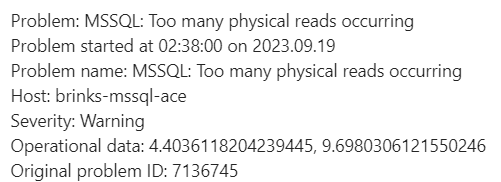 Problem: MSSQL: Too many physical reads occurring
Problem started at 02:38:00 on 2023.09.19
Problem name: MSSQL: Too many physical reads occurring
Host: brinks-mssql-ace
Severity: Warning
Operational data: 4.4036118204239445, 9.6980306121550246
Original problem ID: 7136745